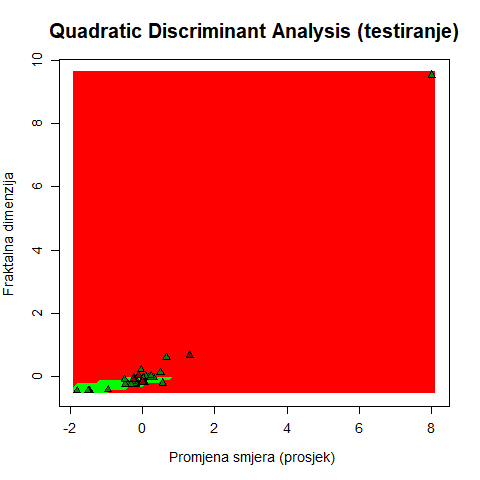 Quadratic Discriminant Analysis (testiranje)
10
8
6
4
2
0
Fraktalna dimenzija
-2 0 2 4 6 8
Promjena smjera (prosjek)